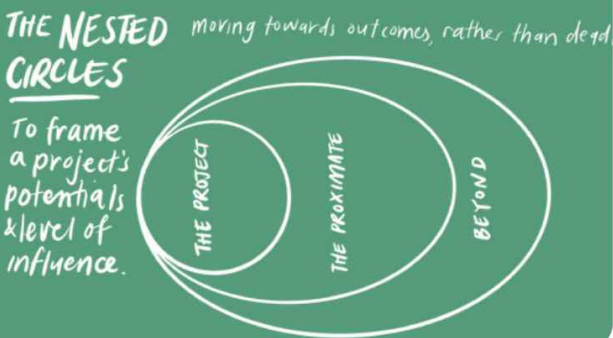 THE NESTED
CIRCLES
moving towards outcomes, rather than
To frame
a project's
potentials
& level of
influence.
THE PROJECT
THE PROXIMATE
BEYOND